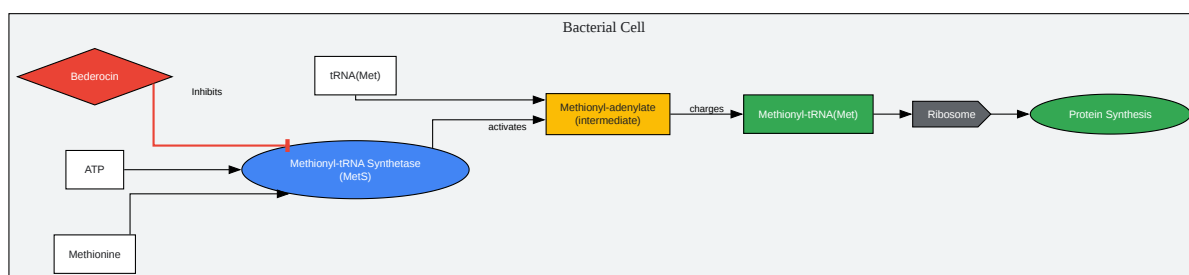 Bacterial Cell
Bederocin
Inhibits
tRNA(Met)
ATP
Methionine
Methionyl-tRNA Synthetase
(MetS)
activates
Methionyl-adenylate
(intermediate)
charges
Methionyl-tRNA(Met)
Ribosome
Protein Synthesis